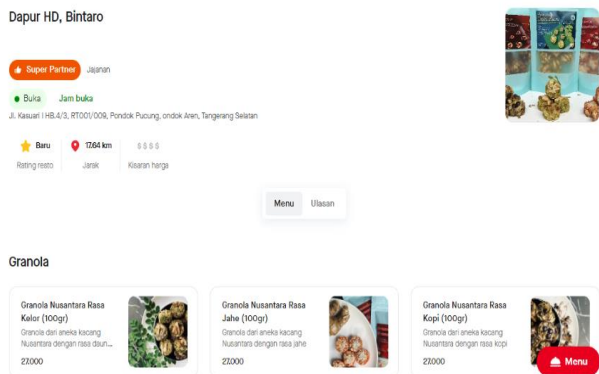 Dapur HD, Bintaro
Super Partner Jajanan
Buka Jam buka
Jl. Kasuari I HB.4/3, RT001/009, Pondok Pucung, ondok Aren, Tangerang Selatan
Baru 17.64 km $$$$
Rating resto Jarak Kisaran harga
Menu Ulasan
Granola
Granola Nusantara Rasa Kelor (100gr)
Granola dari aneka kacang Nusantara dengan rasa daun...
27.000
Granola Nusantara Rasa Jahe (100gr)
Granola dari aneka kacang Nusantara dengan rasa jahe
27.000
Granola Nusantara Rasa Kopi (100gr)
Granola dari aneka kacang Nusantara dengan rasa kopi
27.000
Menu